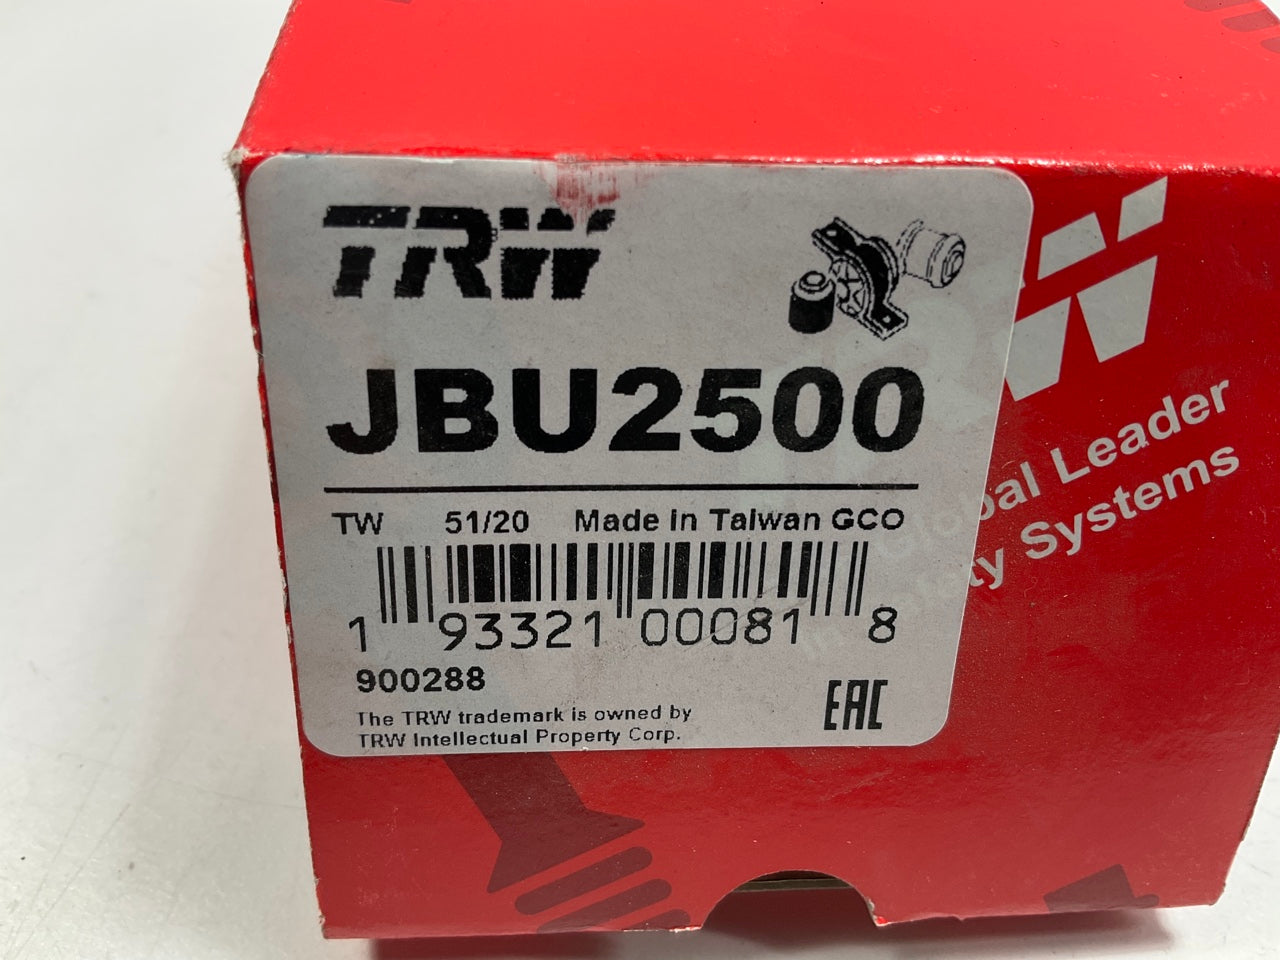 TRW
JBU2500
TW 51/20 Made in Taiwan GCO
1 93321 00081 8
900288
EAC
The TRW trademark is owned by
TRW Intellectual Property Corp.
W
Leader
Systems